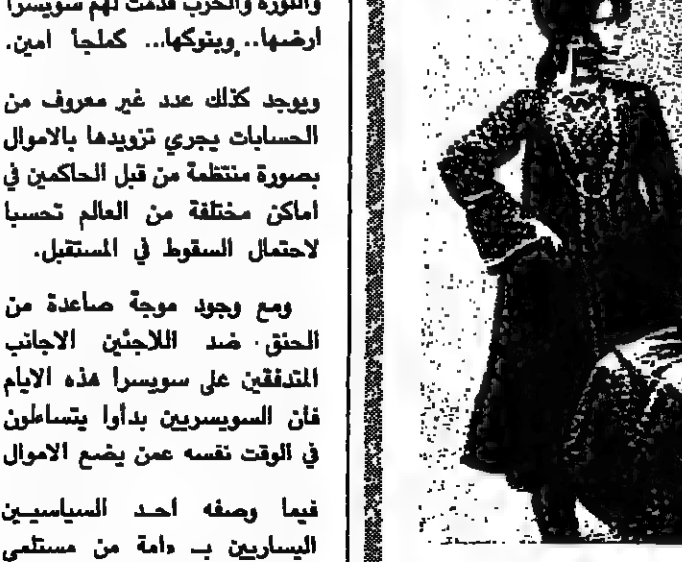 والثورة والحرب قدمت لهم سويسرا
ارضها.. وبنوكها... كملجأ امين.
ويوجد كذلك عدد غير معروف من
الحسابات يجري تزويدها بالاموال
بصورة منتظمة من قبل الحاكمين في
اماكن مختلفة من العالم تحسبا
لاحتمال السقوط في المستقبل.
ومع وجود موجة صاعدة من
الحنق ضد اللاجئين الاجانب
المتدفقين على سويسرا هذه الايام
فان السويسريين بدأوا يتساءلون
في الوقت نفسه عمن يضع الاموال
فيما وصفه احد السياسيين
اليساريين بـ «امة من مستلمي